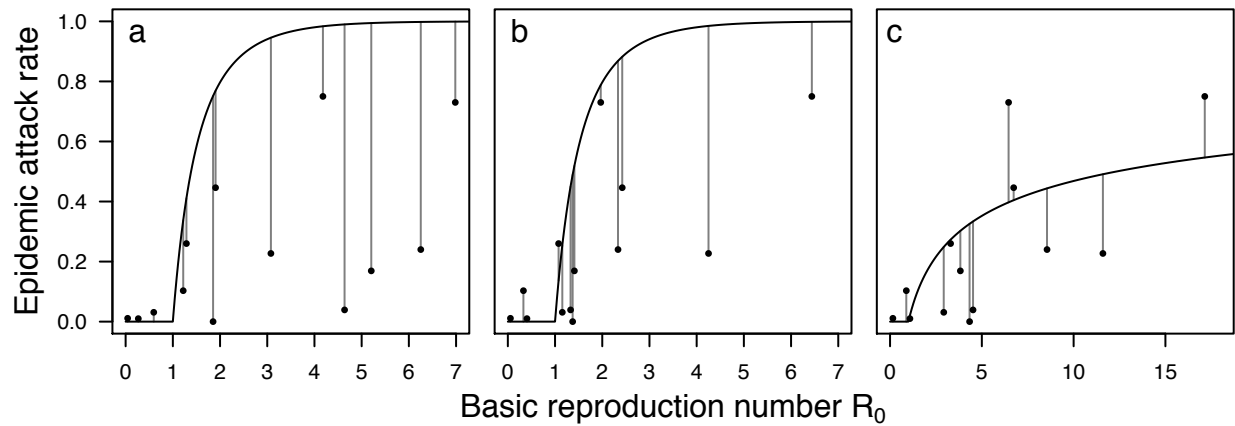 a
b
c
Epidemic attack rate
1.0
0.8
0.6
0.4
0.2
0.0
0 1 2 3 4 5 6 7
0 1 2 3 4 5 6 7
0 5 10 15
Basic reproduction number R₀